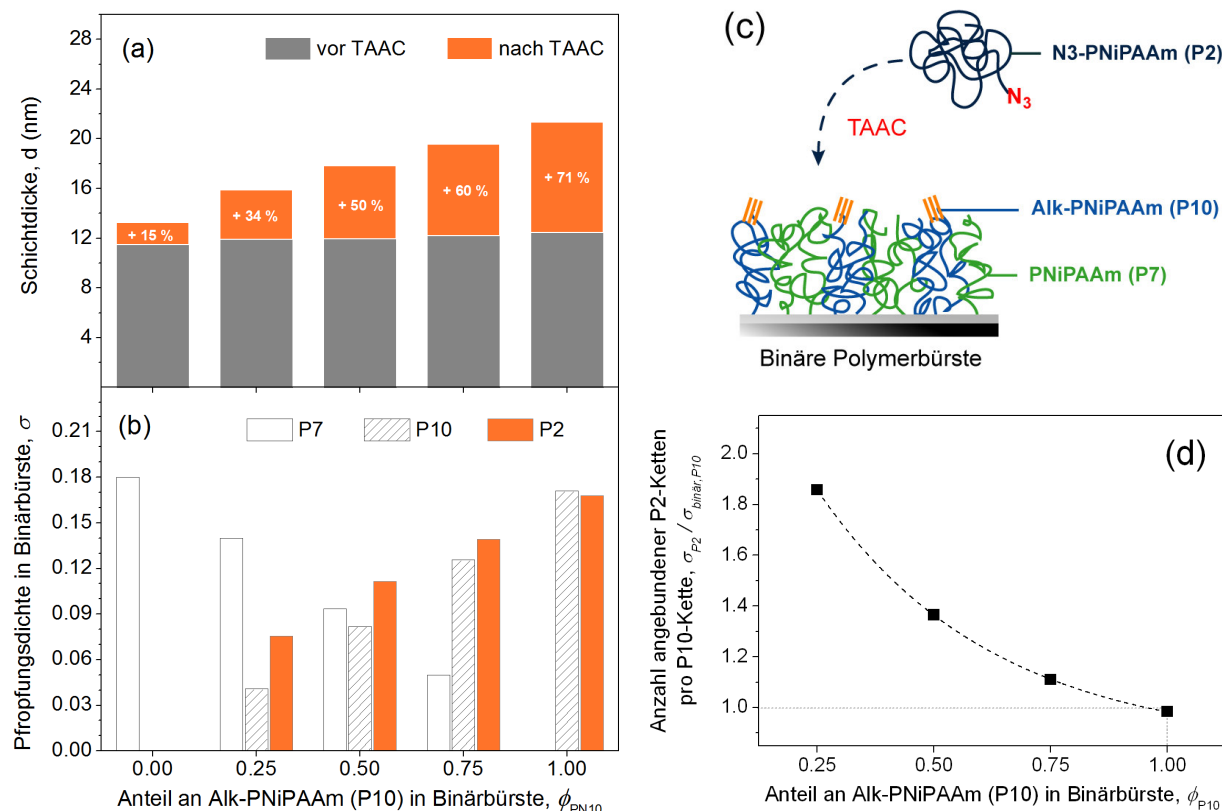 (a)
vor TAAC
nach TAAC
28
24
20
16
12
8
4
Schichtdicke, d (nm)
+ 15 %
+ 34 %
+ 50 %
+ 60 %
+ 71 %
(b)
P7
P10
P2
0.21
0.18
0.15
0.12
0.09
0.06
0.03
0.00
Pfropfungsdichte in Binärbürste, σ
0.00 0.25 0.50 0.75 1.00
Anteil an Alk-PNiPAAm (P10) in Binärbürste, ϕPN10
(c)
N3-PNiPAAm (P2)
N3
TAAC
Alk-PNiPAAm (P10)
PNiPAAm (P7)
Binäre Polymerbürste
(d)
2.0
1.8
1.6
1.4
1.2
1.0
Anzahl angebundener P2-Ketten
pro P10-Kette, σP2 / σbinär,P10
0.25 0.50 0.75 1.00
Anteil an Alk-PNiPAAm (P10) in Binärbürste, ϕP10